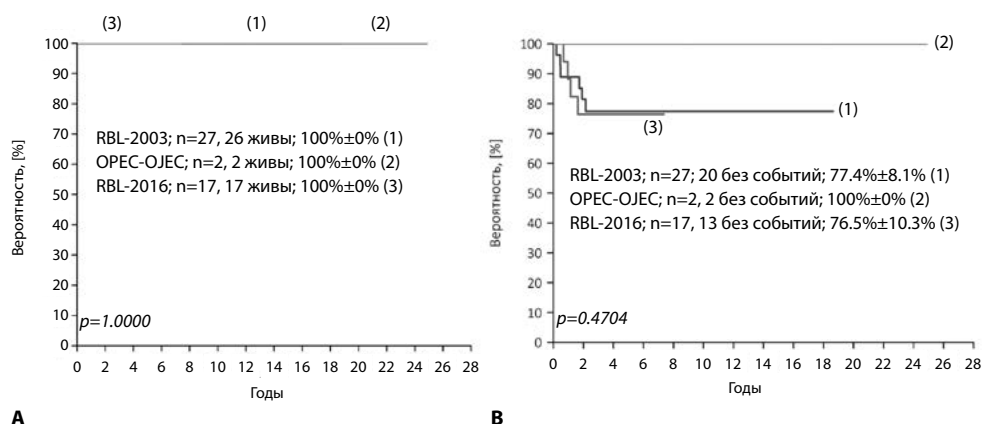 (3) (1) (2)
Вероятность, [%]
100
90
80
70
60
50
40
30
20
10
0
RBL-2003; n=27, 26 живы; 100%±0% (1)
OPEC-OJEC; n=2, 2 живы; 100%±0% (2)
RBL-2016; n=17, 17 живы; 100%±0% (3)
p=1.0000
0 2 4 6 8 10 12 14 16 18 20 22 24 26 28
Годы
A
Вероятность, [%]
100
90
80
70
60
50
40
30
20
10
0
(2)
(1)
(3)
RBL-2003; n=27; 20 без событий; 77.4%±8.1% (1)
OPEC-OJEC; n=2, 2 без событий; 100%±0% (2)
RBL-2016; n=17, 13 без событий; 76.5%±10.3% (3)
p=0.4704
0 2 4 6 8 10 12 14 16 18 20 22 24 26 28
Годы
B